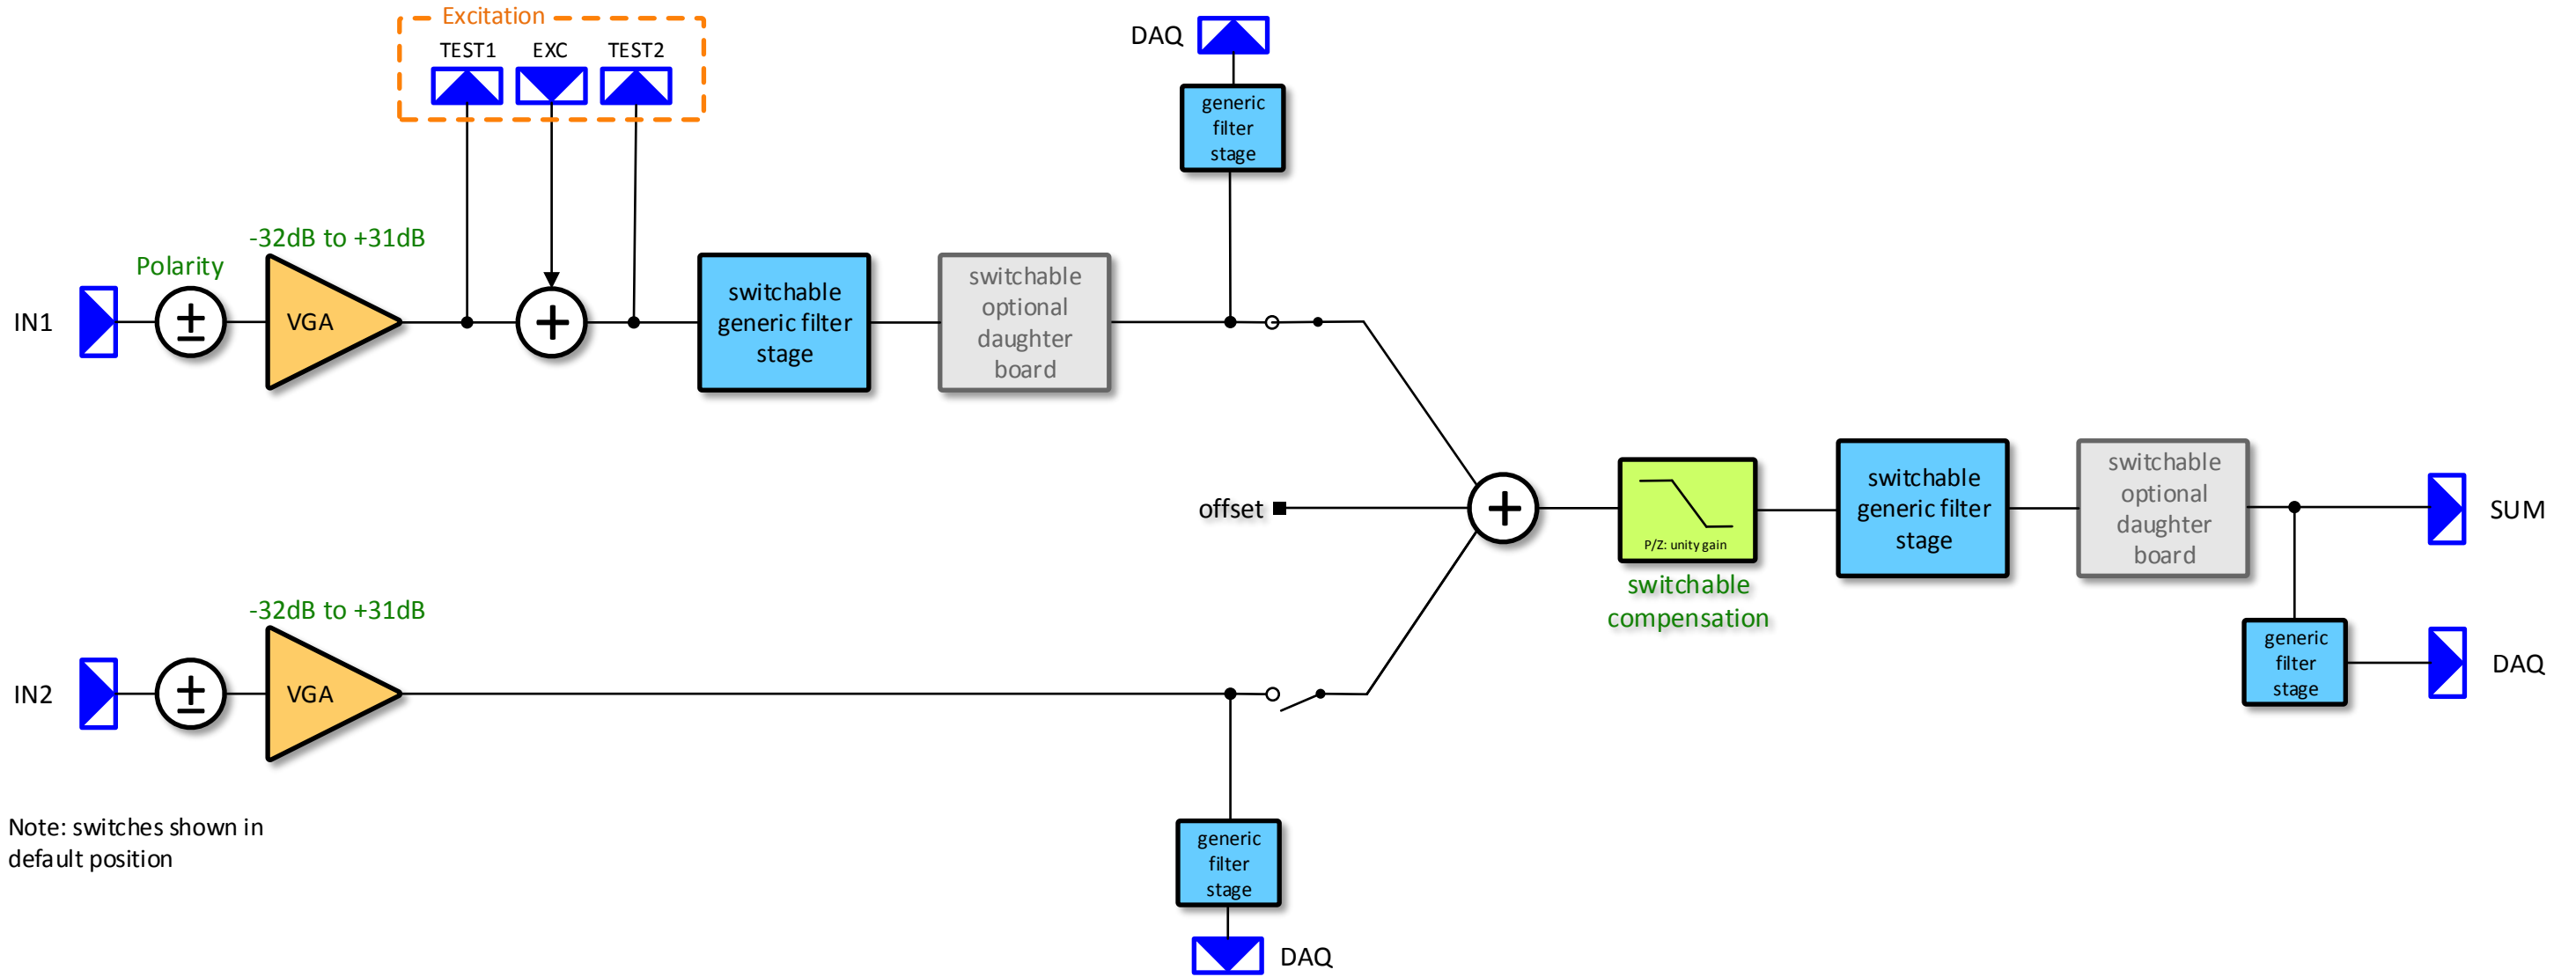 Excitation
TEST1 EXC TEST2
DAQ
generic
filter
stage
-32dB to +31dB
Polarity
IN1
±
VGA
+
switchable
generic filter
stage
switchable
optional
daughter
board
offset
+
P/Z: unity gain
switchable
compensation
switchable
generic filter
stage
switchable
optional
daughter
board
SUM
generic
filter
stage
DAQ
-32dB to +31dB
IN2
±
VGA
generic
filter
stage
DAQ
Note: switches shown in
default position